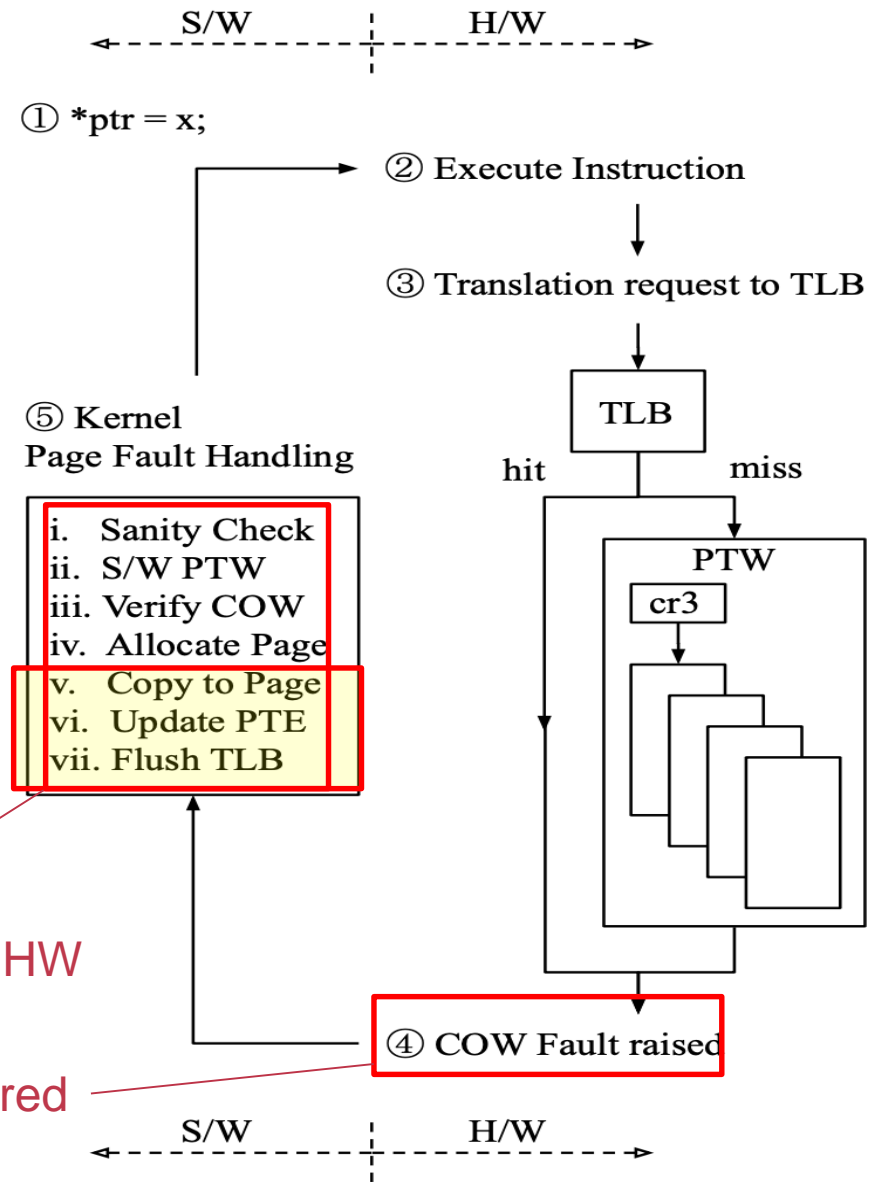 S/W H/W
① *ptr = x;
② Execute Instruction
③ Translation request to TLB
TLB
hit miss
PTW
cr3
⑤ Kernel
Page Fault Handling
i. Sanity Check
ii. S/W PTW
iii. Verify COW
iv. Allocate Page
v. Copy to Page
vi. Update PTE
vii. Flush TLB
HW
④ COW Fault raised
red
S/W H/W